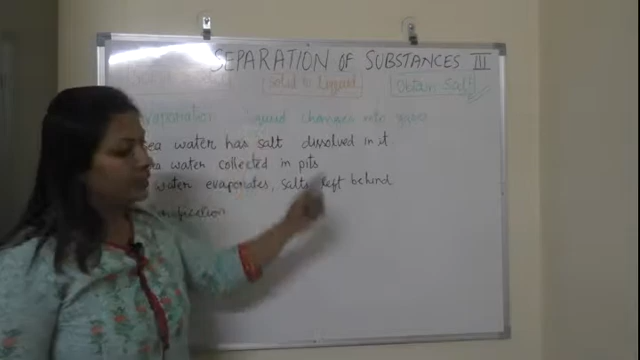 SEPARATION OF SUBSTANCES III
Solid & Liquid
Obtain Salt
Evaporation liquid changes into
sea water has salt dissolved in it.
water collected in pits
water evaporates, salts left behind